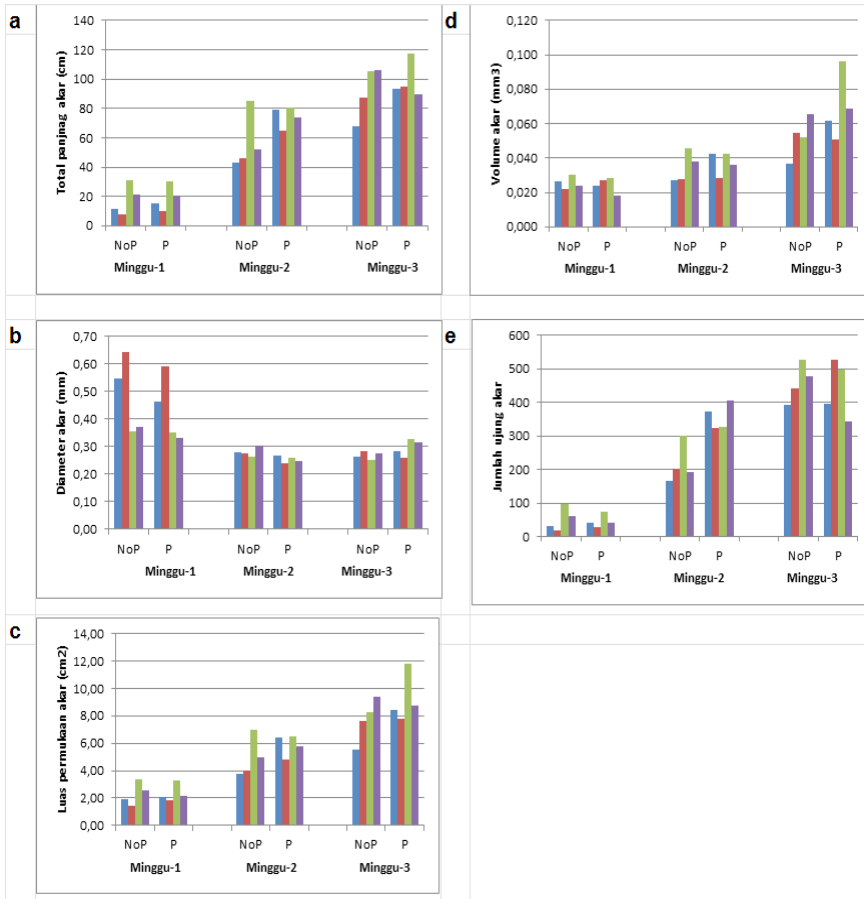 a
140
120
100
80
60
40
20
0
Total panjnag akar (cm)
NoP P NoP P NoP P
Minggu-1 Minggu-2 Minggu-3
d
0,120
0,100
0,080
0,060
0,040
0,020
0,000
Volume akar (mm3)
NoP P NoP P NoP P
Minggu-1 Minggu-2 Minggu-3
b
0,70
0,60
0,50
0,40
0,30
0,20
0,10
0,00
Diameter akar (mm)
NoP P NoP P NoP P
Minggu-1 Minggu-2 Minggu-3
e
600
500
400
300
200
100
0
Jumlah ujung akar
NoP P NoP P NoP P
Minggu-1 Minggu-2 Minggu-3
c
14,00
12,00
10,00
8,00
6,00
4,00
2,00
0,00
Luas permukaan akar (cm2)
NoP P NoP P NoP P
Minggu-1 Minggu-2 Minggu-3